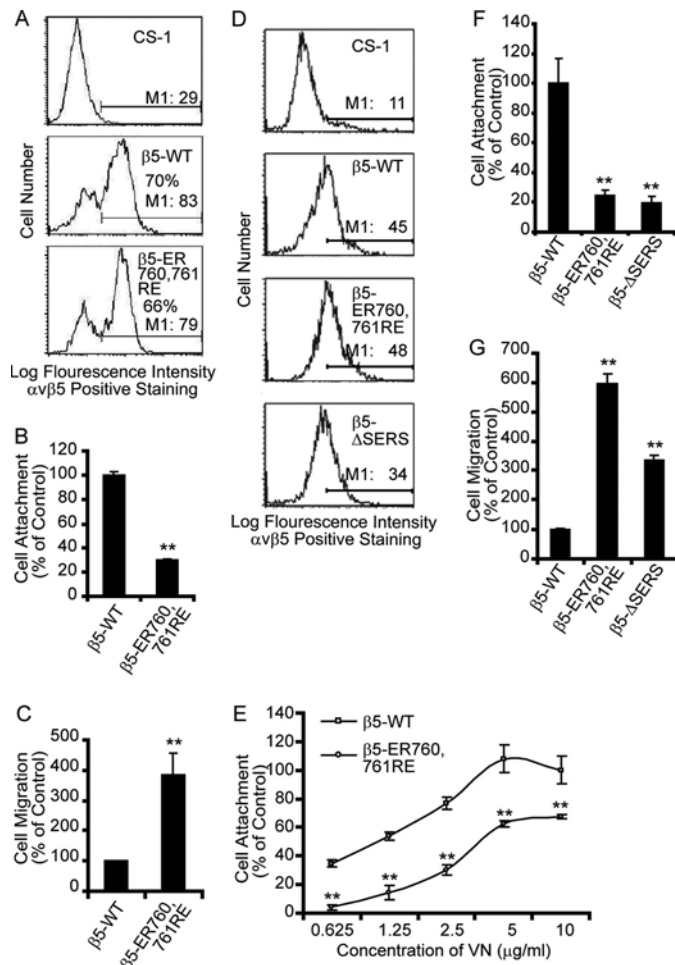 A
CS-1
M1: 29
β5-WT
70%
M1: 83
β5-ER
760,761
RE
66%
M1: 79
Cell Number
Log Flourescence Intensity
αvβ5 Positive Staining
B
Cell Attachment
(% of Control)
120
100
80
60
40
20
0
**
β5-WT
β5-ER760,
761RE
C
Cell Migration
(% of Control)
500
400
300
200
100
0
**
β5-WT
β5-ER760,
761RE
D
CS-1
M1: 11
β5-WT
M1: 45
β5-
ER760,
761RE
M1: 48
β5-
ΔSERS
M1: 34
Cell Number
Log Flourescence Intensity
αvβ5 Positive Staining
E
β5-WT
β5-ER760,
761RE
Cell Attachment
(% of Control)
140
120
100
80
60
40
20
0
**
**
**
**
**
0.625
1.25
2.5
5
10
Concentration of VN (μg/ml)
F
Cell Attachment
(% of Control)
140
120
100
80
60
40
20
0
**
**
β5-WT
β5-ER760,
761RE
β5-ΔSERS
G
Cell Migration
(% of Control)
700
600
500
400
300
200
100
0
**
**
β5-WT
β5-ER760,
761RE
β5-ΔSERS